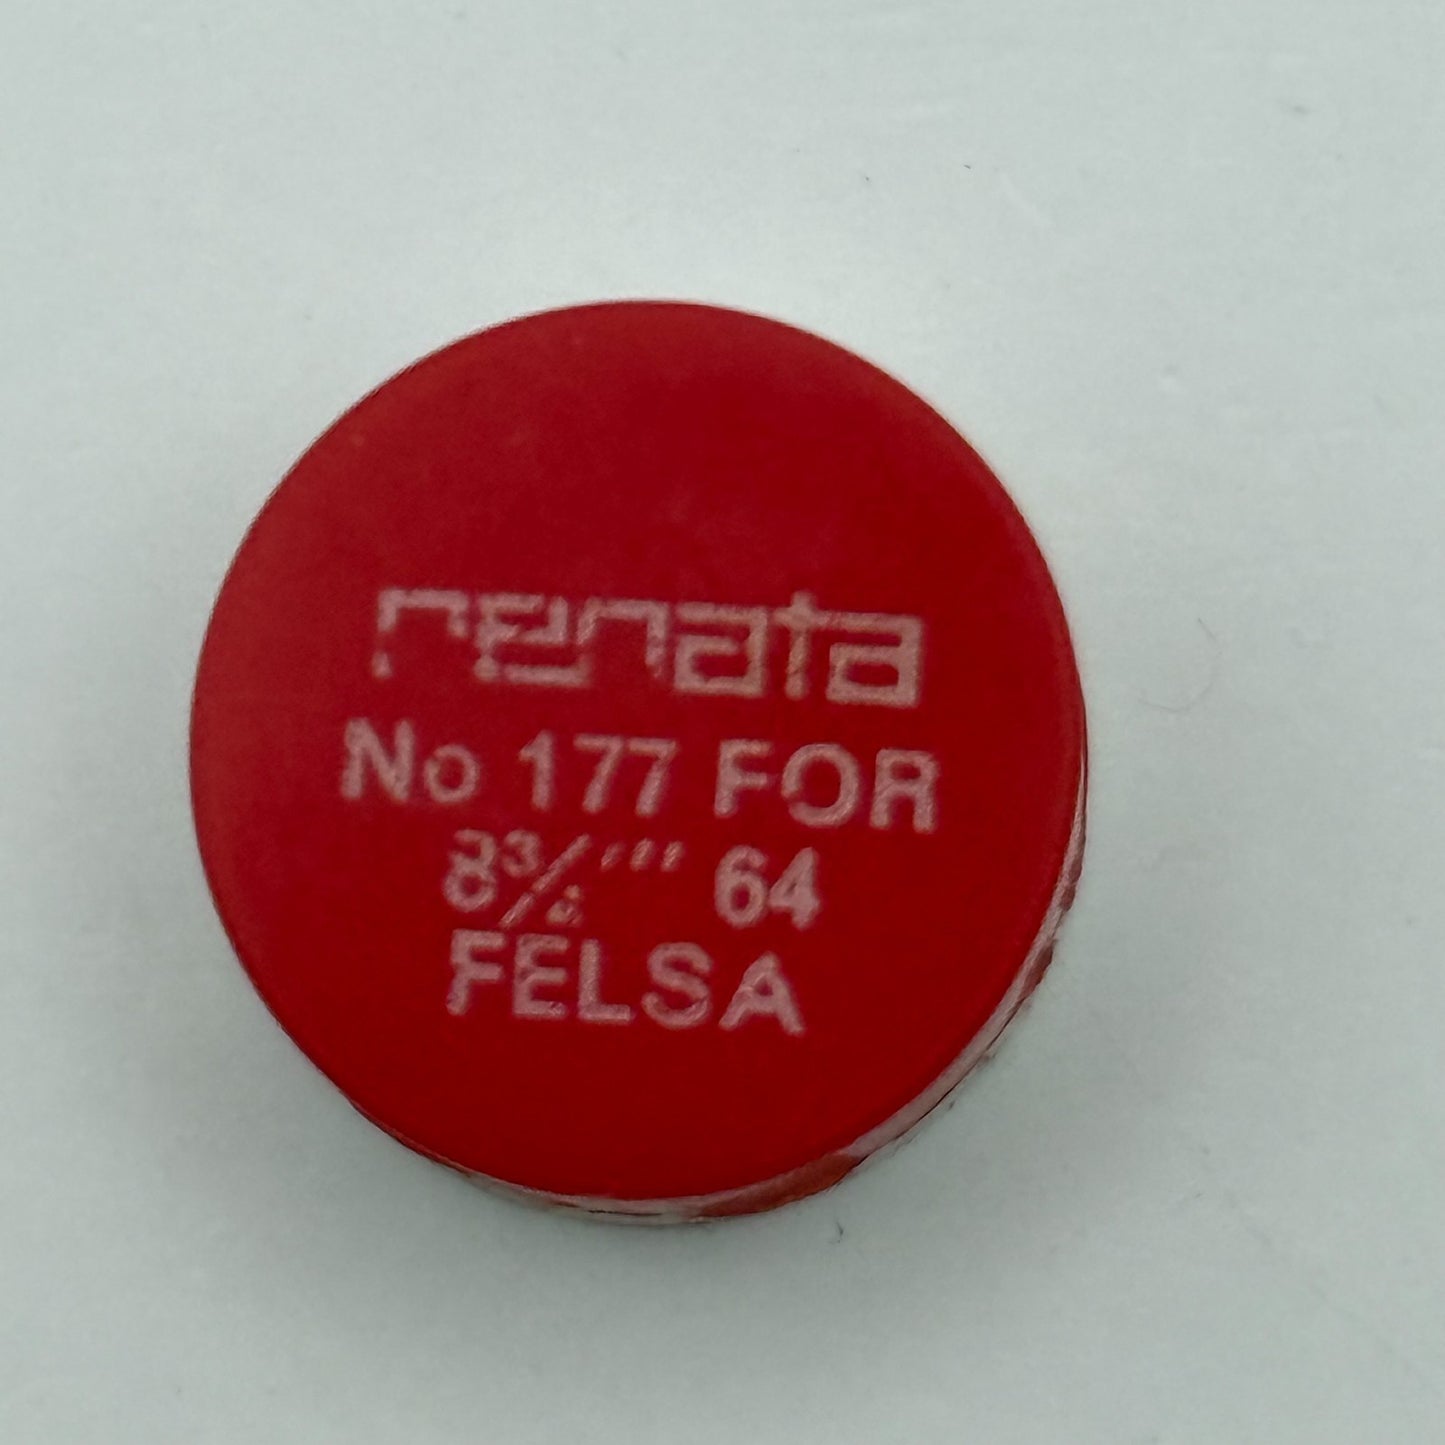 renata
No 177 FOR
8¾''' 64
FELSA